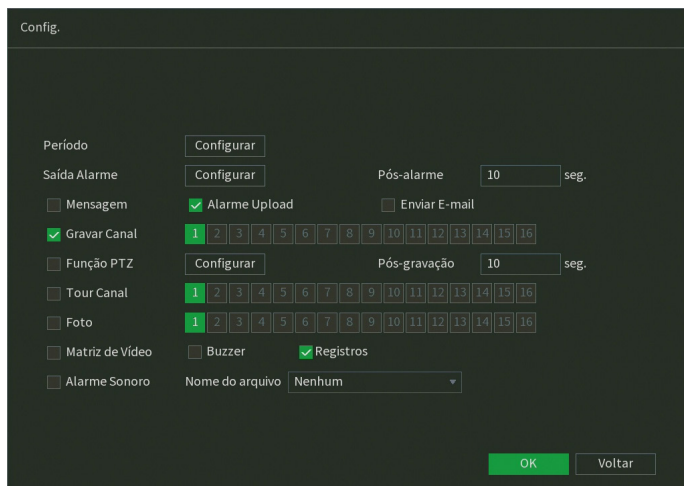 Config.
Período Configurar
Saída Alarme Configurar Pós-alarme 10 seg.
Mensagem Alarme Upload Enviar E-mail
Gravar Canal 1 2 3 4 5 6 7 8 9 10 11 12 13 14 15 16
Função PTZ Configurar Pós-gravação 10 seg.
Tour Canal 1 2 3 4 5 6 7 8 9 10 11 12 13 14 15 16
Foto 1 2 3 4 5 6 7 8 9 10 11 12 13 14 15 16
Matriz de Vídeo Buzzer Registros
Alarme Sonoro Nome do arquivo Nenhum
OK Voltar